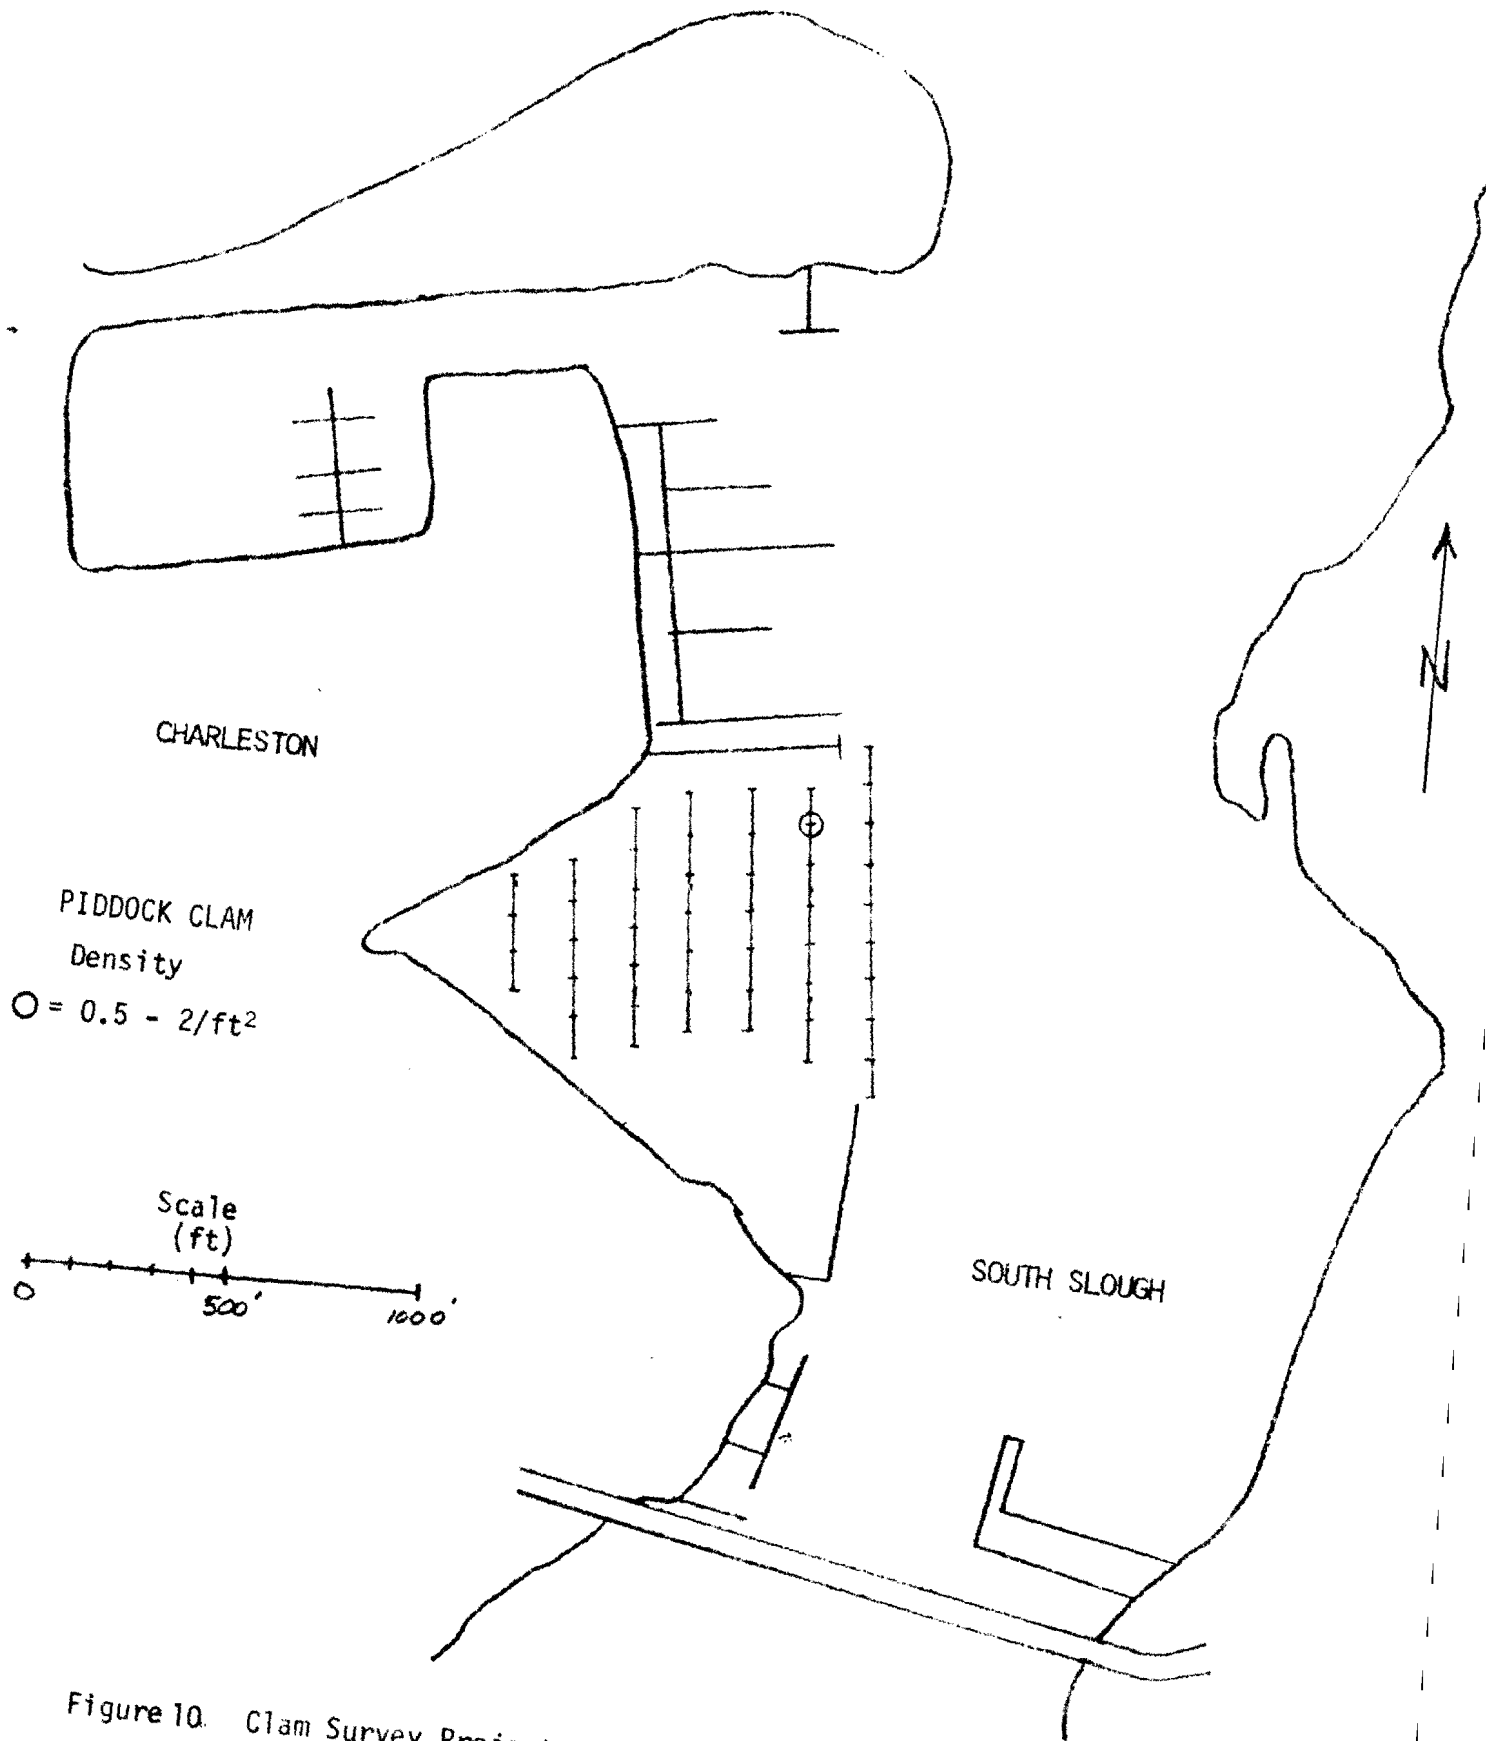 N
CHARLESTON
PIDDOCK CLAM
Density
O = 0.5 - 2/ft²
Scale
(ft)
0 500' 1000'
SOUTH SLOUGH
Figure 10. Clam Survey